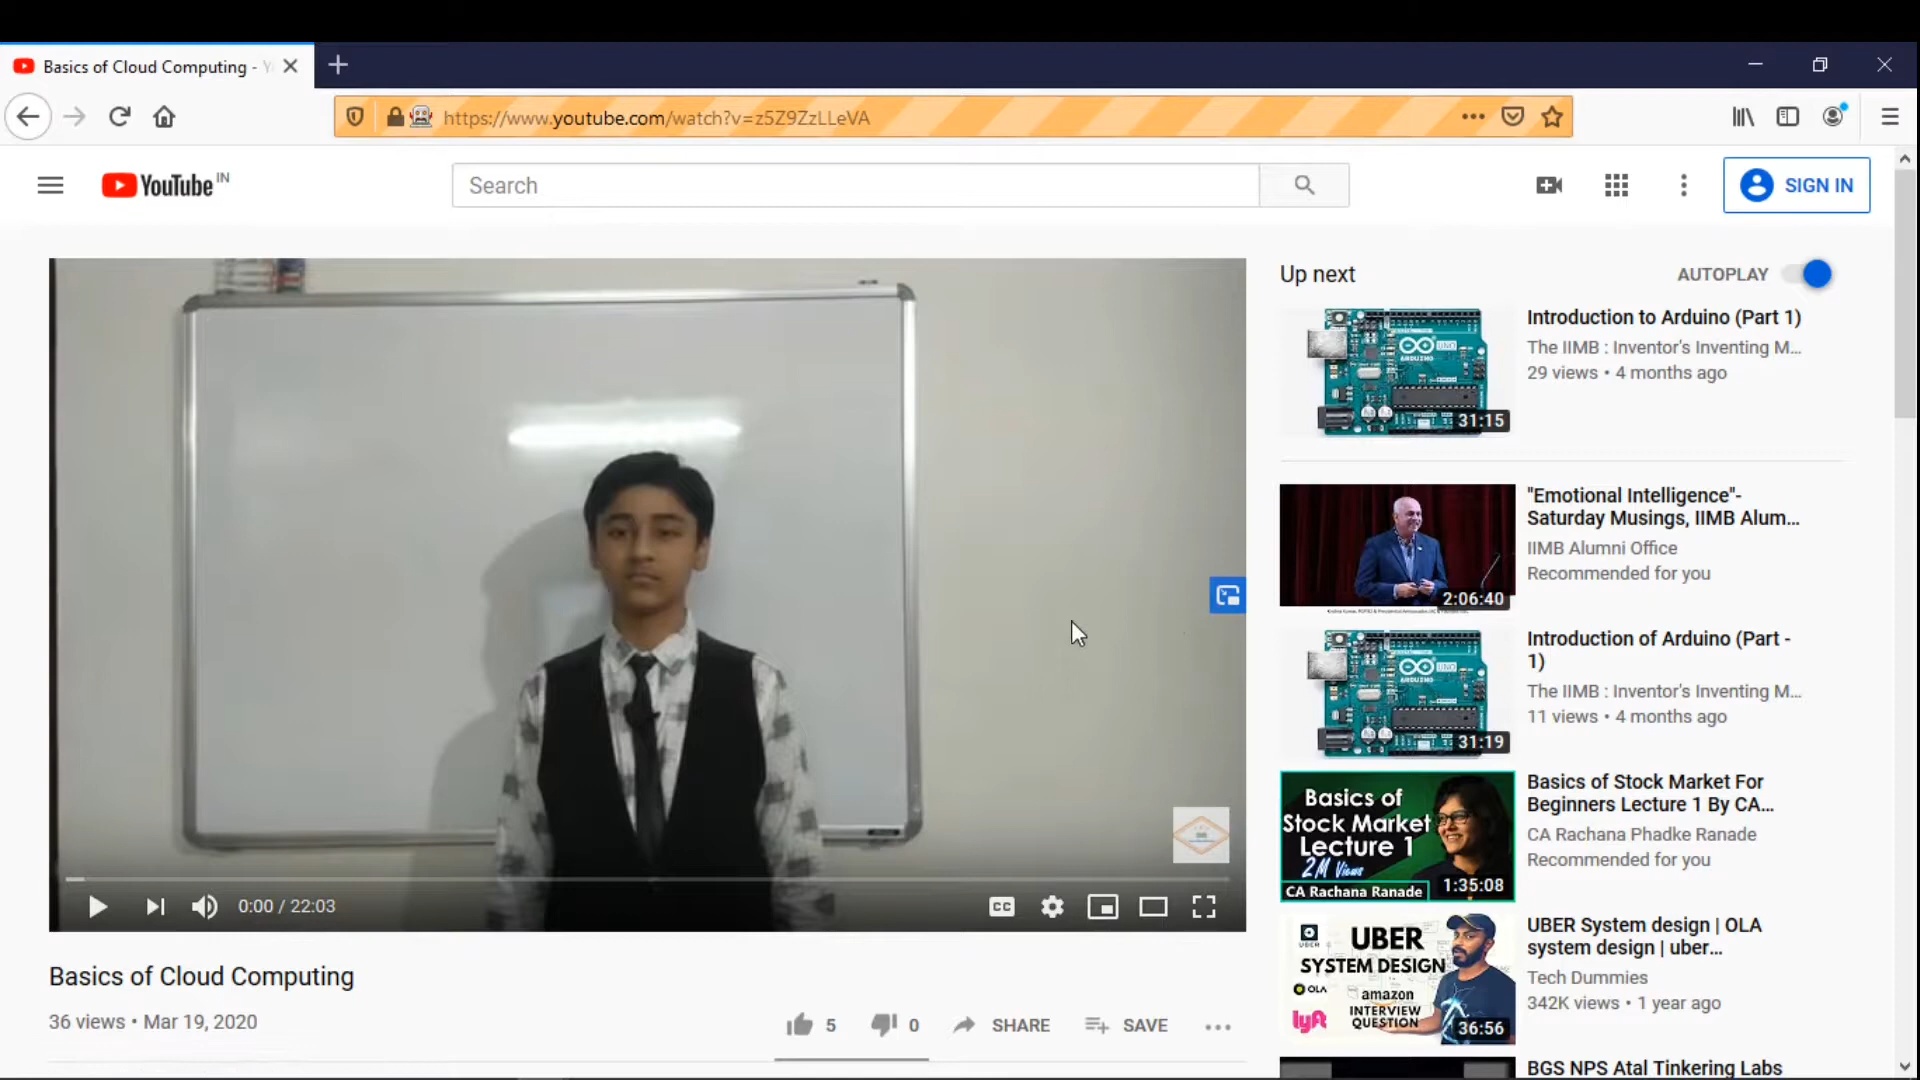 Basics of Cloud Computing -
https://www.youtube.com/watch?v=z5Z9ZzLLeVA
YouTube IN
Search
SIGN IN
Up next
AUTOPLAY
31:15
Introduction to Arduino (Part 1)
The IIMB : Inventor's Inventing M...
29 views • 4 months ago
2:06:40
"Emotional Intelligence"-
Saturday Musings, IIMB Alum...
IIMB Alumni Office
Recommended for you
31:19
Introduction of Arduino (Part -
1)
The IIMB : Inventor's Inventing M...
11 views • 4 months ago
Basics of
Stock Market
Lecture 1
2M Views
CA Rachana Ranade
1:35:08
Basics of Stock Market For
Beginners Lecture 1 By CA...
CA Rachana Phadke Ranade
Recommended for you
UBER
UBER
SYSTEM DESIGN
OLA
amazon
lyft
INTERVIEW
QUESTION
36:56
UBER System design | OLA
system design | uber...
Tech Dummies
342K views • 1 year ago
BGS NPS Atal Tinkering Labs
0:00 / 22:03
CC
Basics of Cloud Computing
36 views • Mar 19, 2020
5
0
SHARE
SAVE